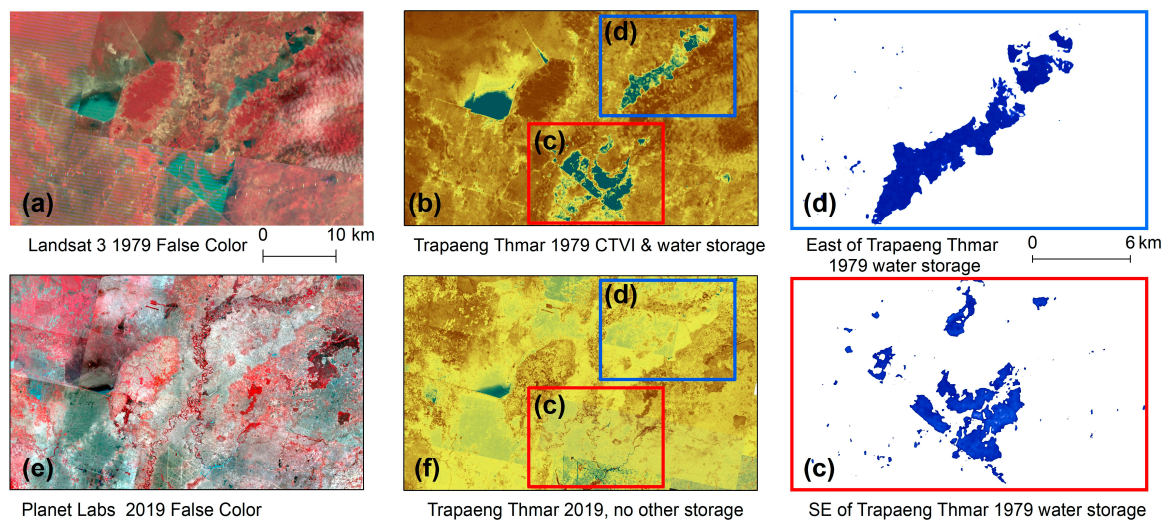 (a)
Landsat 3 1979 False Color
0 10 km
(b)
(c)
(d)
Trapaeng Thmar 1979 CTVI & water storage
(d)
East of Trapaeng Thmar
1979 water storage
0 6 km
(e)
Planet Labs 2019 False Color
(f)
(c)
(d)
Trapaeng Thmar 2019, no other storage
(c)
SE of Trapaeng Thmar 1979 water storage